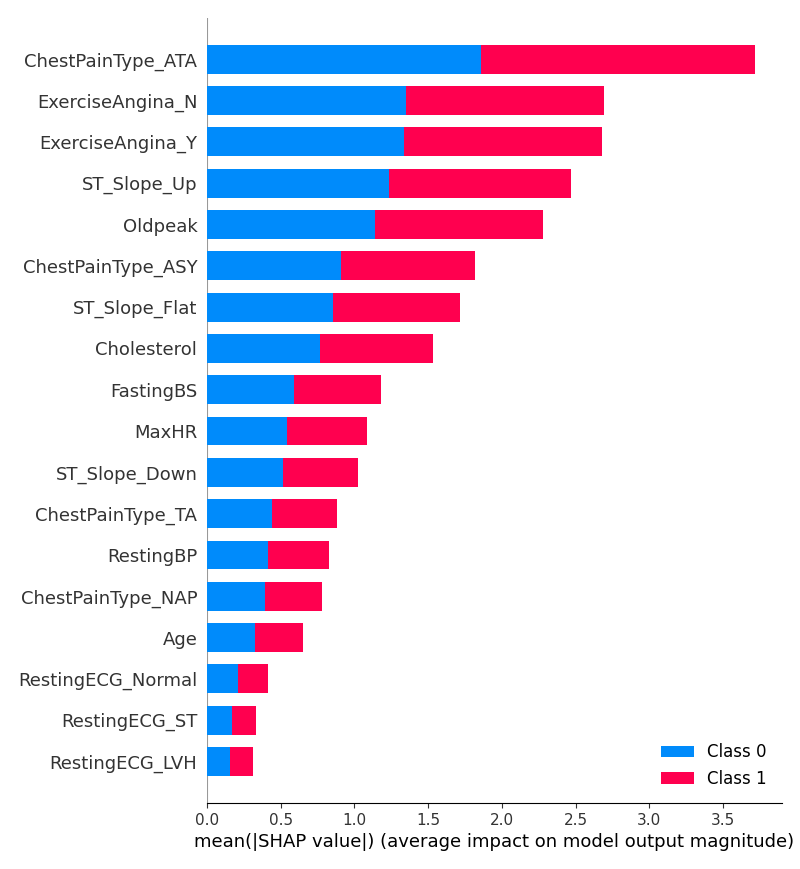 ChestPainType_ATA
ExerciseAngina_N
ExerciseAngina_Y
ST_Slope_Up
Oldpeak
ChestPainType_ASY
ST_Slope_Flat
Cholesterol
FastingBS
MaxHR
ST_Slope_Down
ChestPainType_TA
RestingBP
ChestPainType_NAP
Age
RestingECG_Normal
RestingECG_ST
RestingECG_LVH
Class 0
Class 1
0.0 0.5 1.0 1.5 2.0 2.5 3.0 3.5
mean(|SHAP value|) (average impact on model output magnitude)